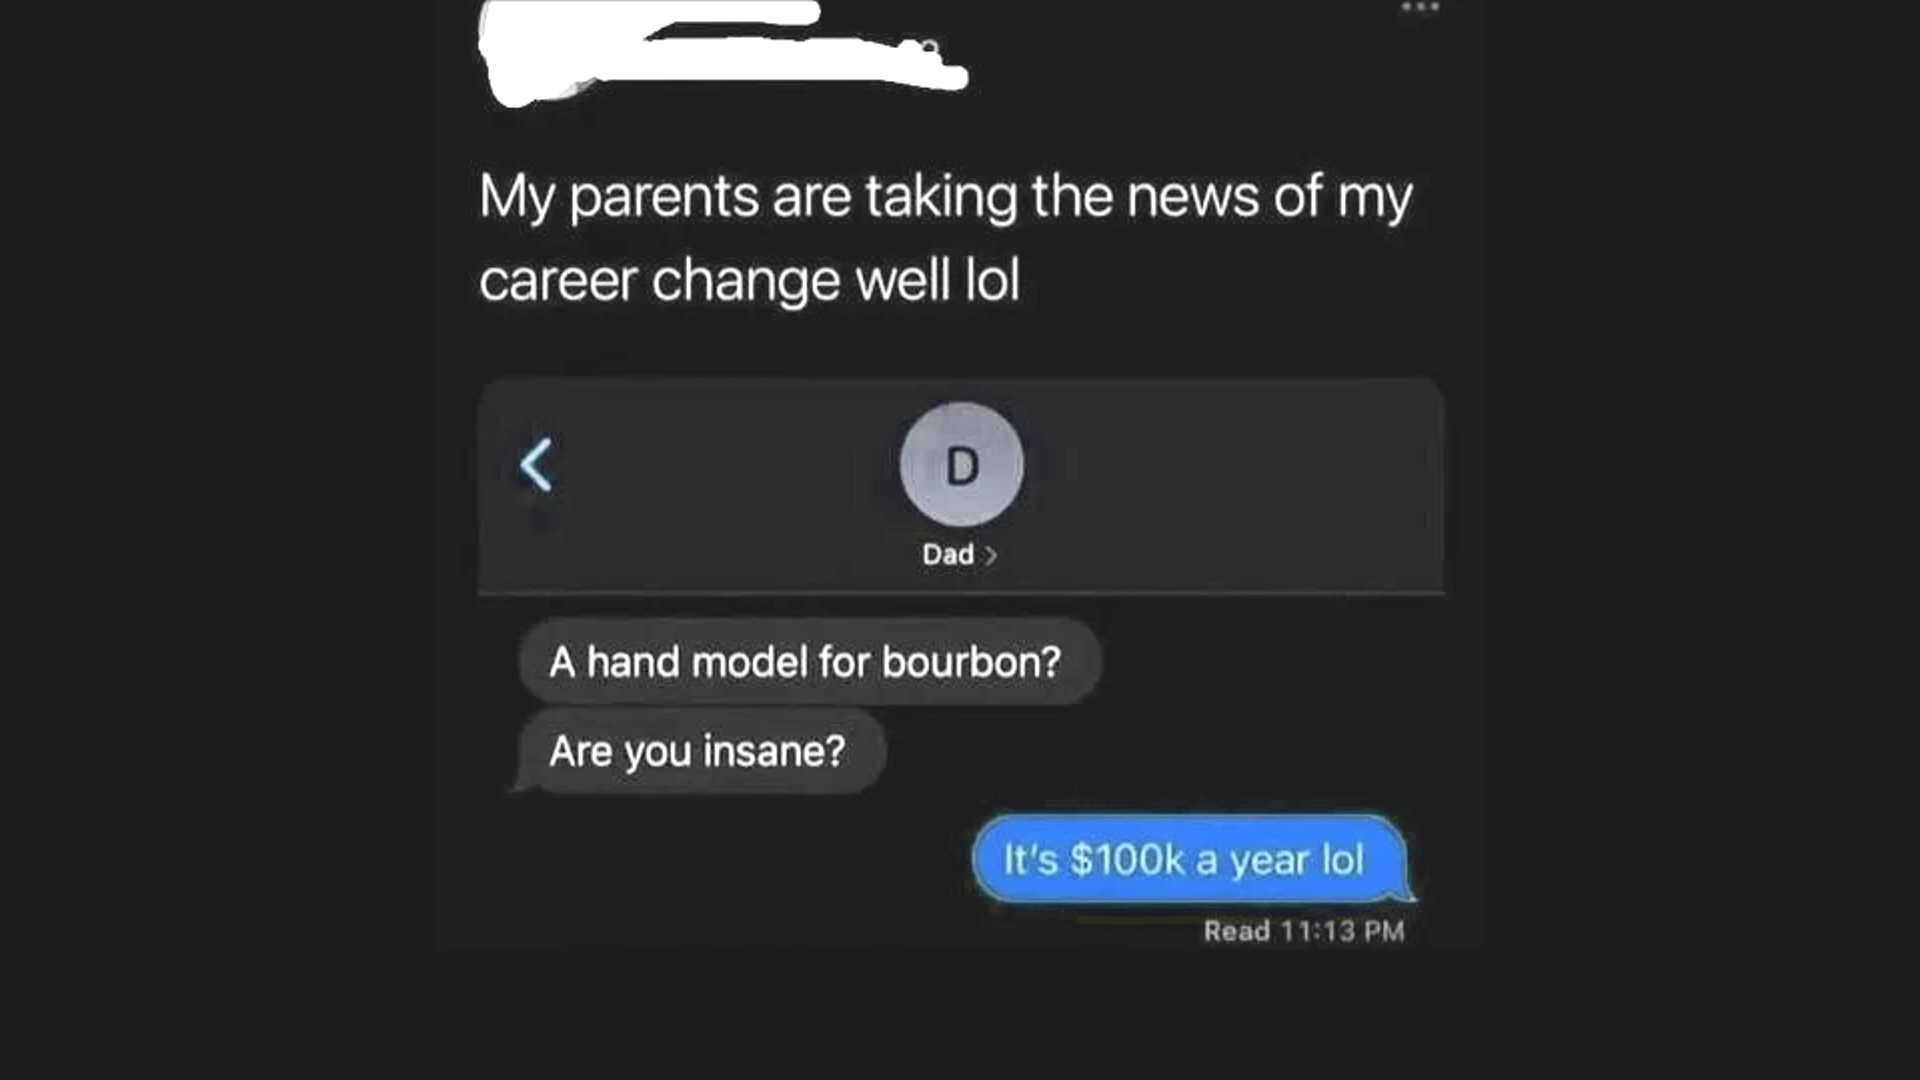 My parents are taking the news of my
career change well lol
D
Dad >
A hand model for bourbon?
Are you insane?
It's $100k a year lol
Read 11:13 PM